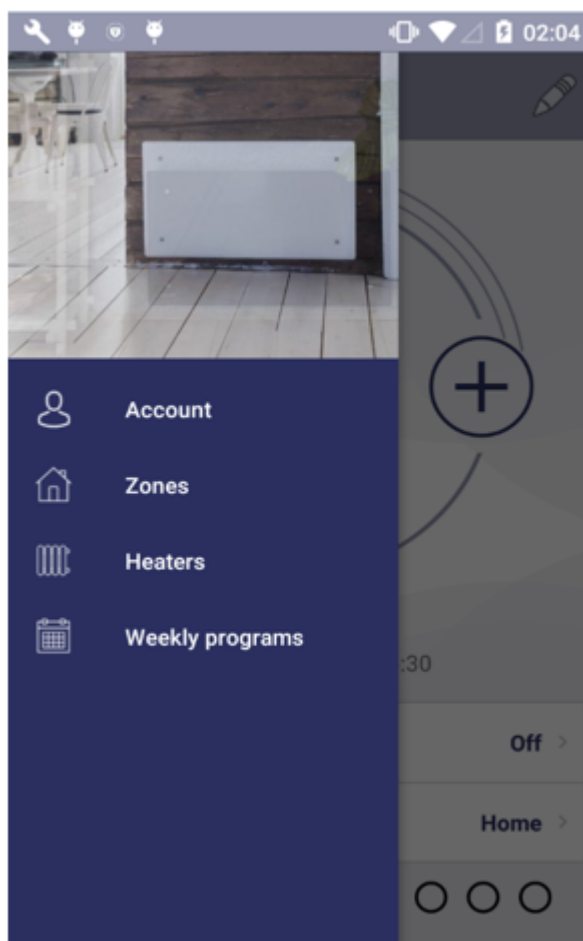 02:04
Account
Zones
Heaters
Weekly programs
:30
Off
Home